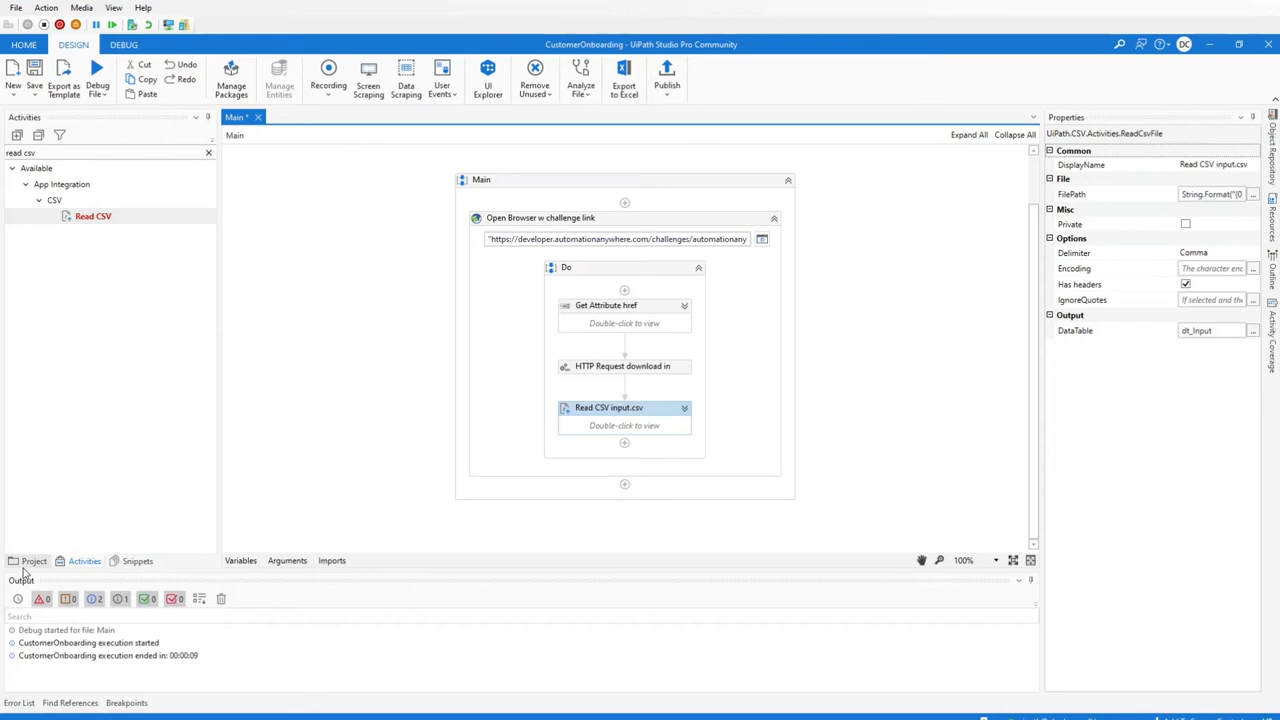 File Action Media View Help
HOME DESIGN DEBUG CustomerOnboarding - UiPath Studio Pro Community DC
New Save Export as Template Debug File Cut Copy Paste Undo Redo Manage Packages Manage Entities Recording Screen Scraping Data Scraping User Events UI Explorer Remove Unused Analyze File Export to Excel Publish
Activities
Main *
Properties
Main
Expand All Collapse All
UiPath.CSV.Activities.ReadCsvFile
read csv
Available
App Integration
CSV
Read CSV
Main
Open Browser w challenge link
"https://developer.automationanywhere.com/challenges/automationany
Do
Get Attribute href
Double-click to view
HTTP Request download in
Read CSV input.csv
Double-click to view
Common
DisplayName Read CSV input.csv
File
FilePath String.Format("{0 ...
Misc
Private
Options
Delimiter Comma
Encoding The character enc ...
Has headers
IgnoreQuotes If selected and the ...
Output
DataTable dt_Input ...
Object Repository
Resources
Outline
Activity Coverage
Project Activities Snippets
Variables Arguments Imports
100%
Output
0 0 2 1 0 0
Search
Debug started for file: Main
CustomerOnboarding execution started
CustomerOnboarding execution ended in: 00:00:09
Error List Find References Breakpoints